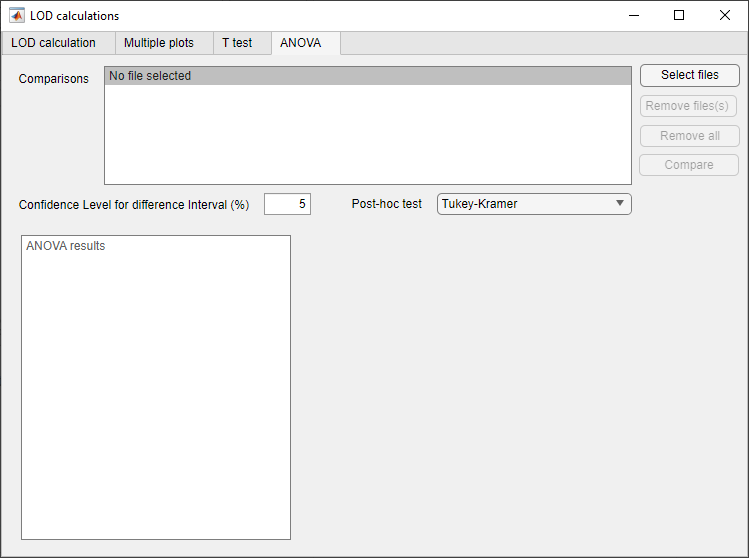 LOD calculations
LOD calculation Multiple plots T test ANOVA
Comparisons No file selected Select files
Remove files(s)
Remove all
Compare
Confidence Level for difference Interval (%) 5 Post-hoc test Tukey-Kramer
ANOVA results